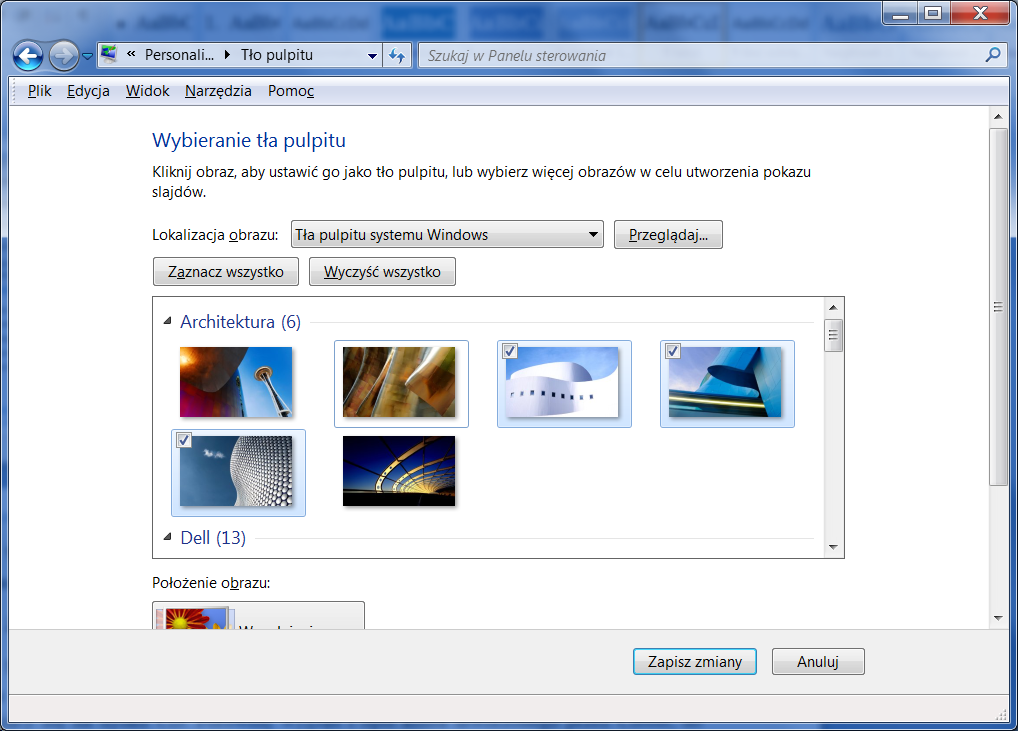 « Personali... Tło pulpitu
Szukaj w Panelu sterowania
Plik Edycja Widok Narzędzia Pomoc
Wybieranie tła pulpitu
Kliknij obraz, aby ustawić go jako tło pulpitu, lub wybierz więcej obrazów w celu utworzenia pokazu
slajdów.
Lokalizacja obrazu: Tła pulpitu systemu Windows Przeglądaj...
Zaznacz wszystko Wyczyść wszystko
Architektura (6)
Dell (13)
Położenie obrazu:
Zapisz zmiany Anuluj